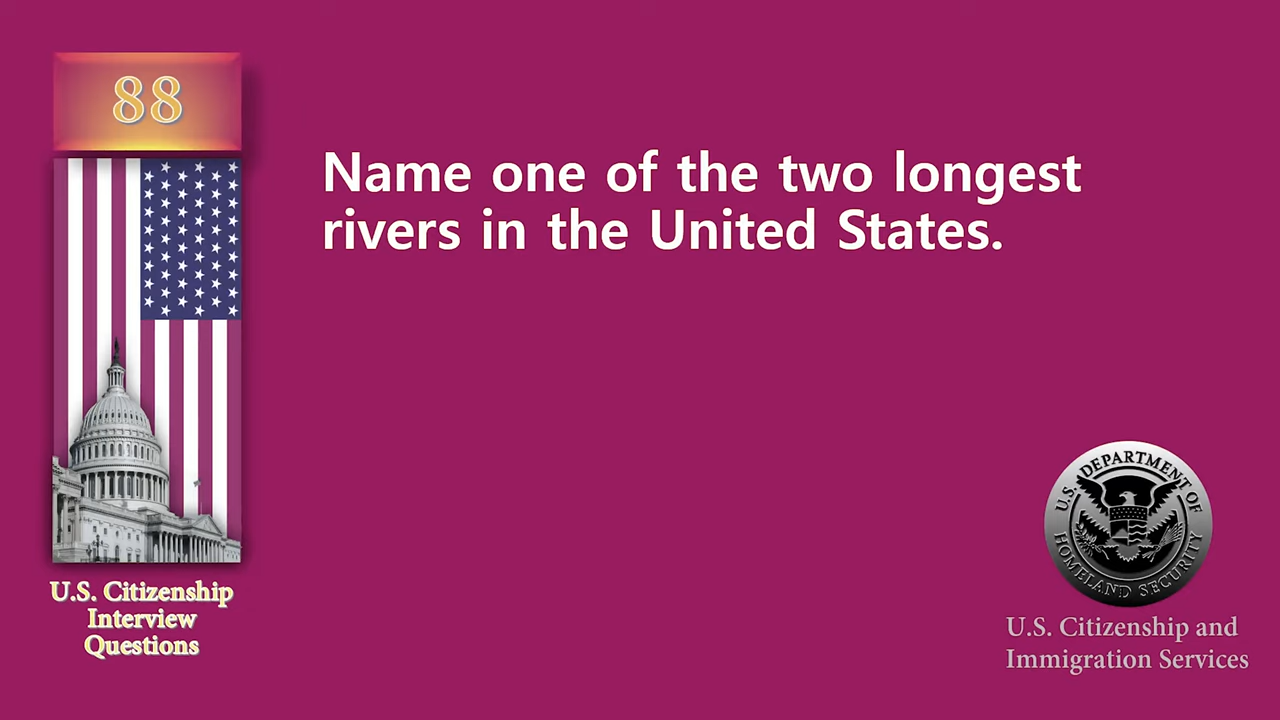 88
Name one of the two longest
rivers in the United States.
U.S. Citizenship
Interview
Questions
U.S. DEPARTMENT OF
HOMELAND SECURITY
U.S. Citizenship and
Immigration Services